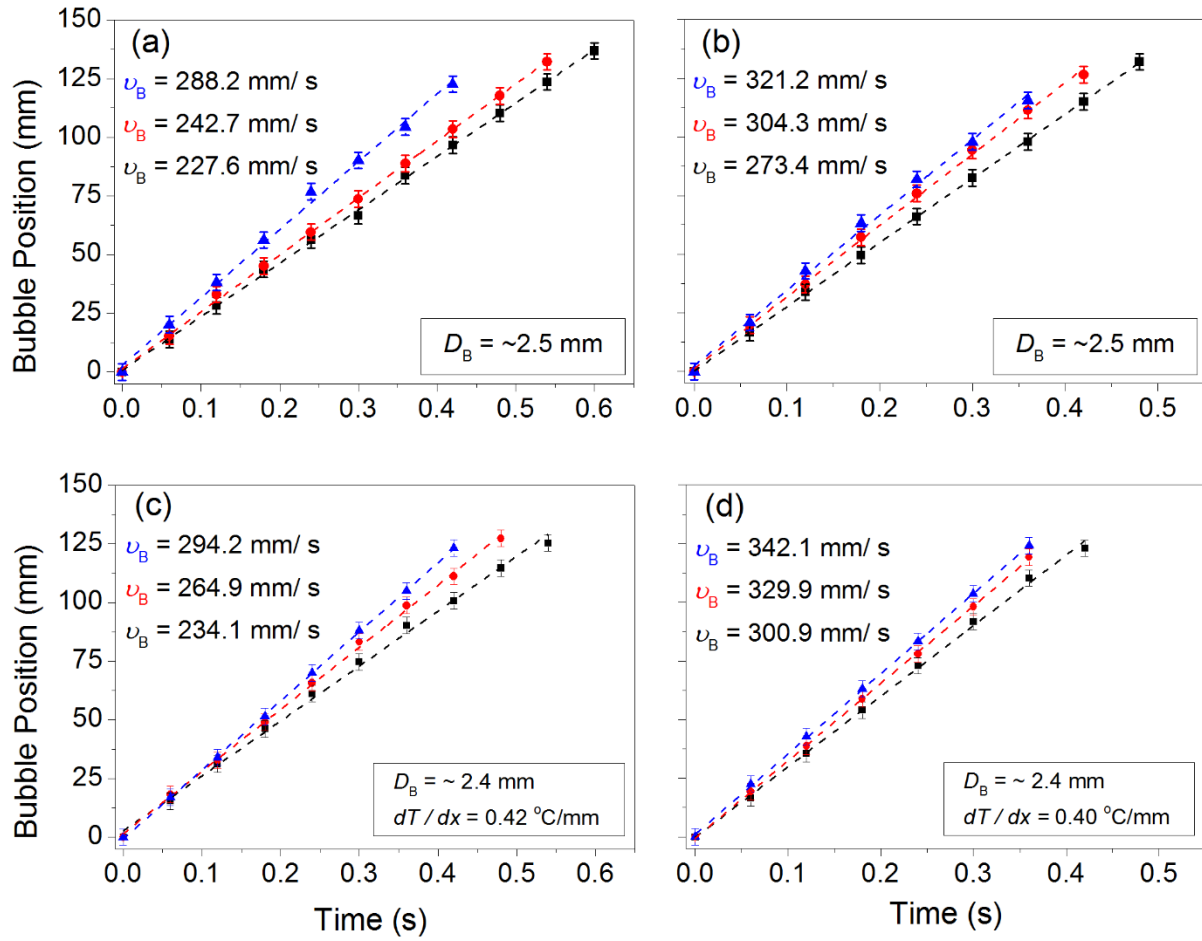 (a)
υB = 288.2 mm/ s
υB = 242.7 mm/ s
υB = 227.6 mm/ s
DB = ~2.5 mm
150
125
100
75
50
25
0
0.0 0.1 0.2 0.3 0.4 0.5 0.6
(b)
υB = 321.2 mm/ s
υB = 304.3 mm/ s
υB = 273.4 mm/ s
DB = ~2.5 mm
0.0 0.1 0.2 0.3 0.4 0.5
Bubble Position (mm)
(c)
υB = 294.2 mm/ s
υB = 264.9 mm/ s
υB = 234.1 mm/ s
DB = ~ 2.4 mm
dT / dx = 0.42 °C/mm
150
125
100
75
50
25
0
0.0 0.1 0.2 0.3 0.4 0.5 0.6
Bubble Position (mm)
Time (s)
(d)
υB = 342.1 mm/ s
υB = 329.9 mm/ s
υB = 300.9 mm/ s
DB = ~ 2.4 mm
dT / dx = 0.40 °C/mm
0.0 0.1 0.2 0.3 0.4 0.5
Time (s)